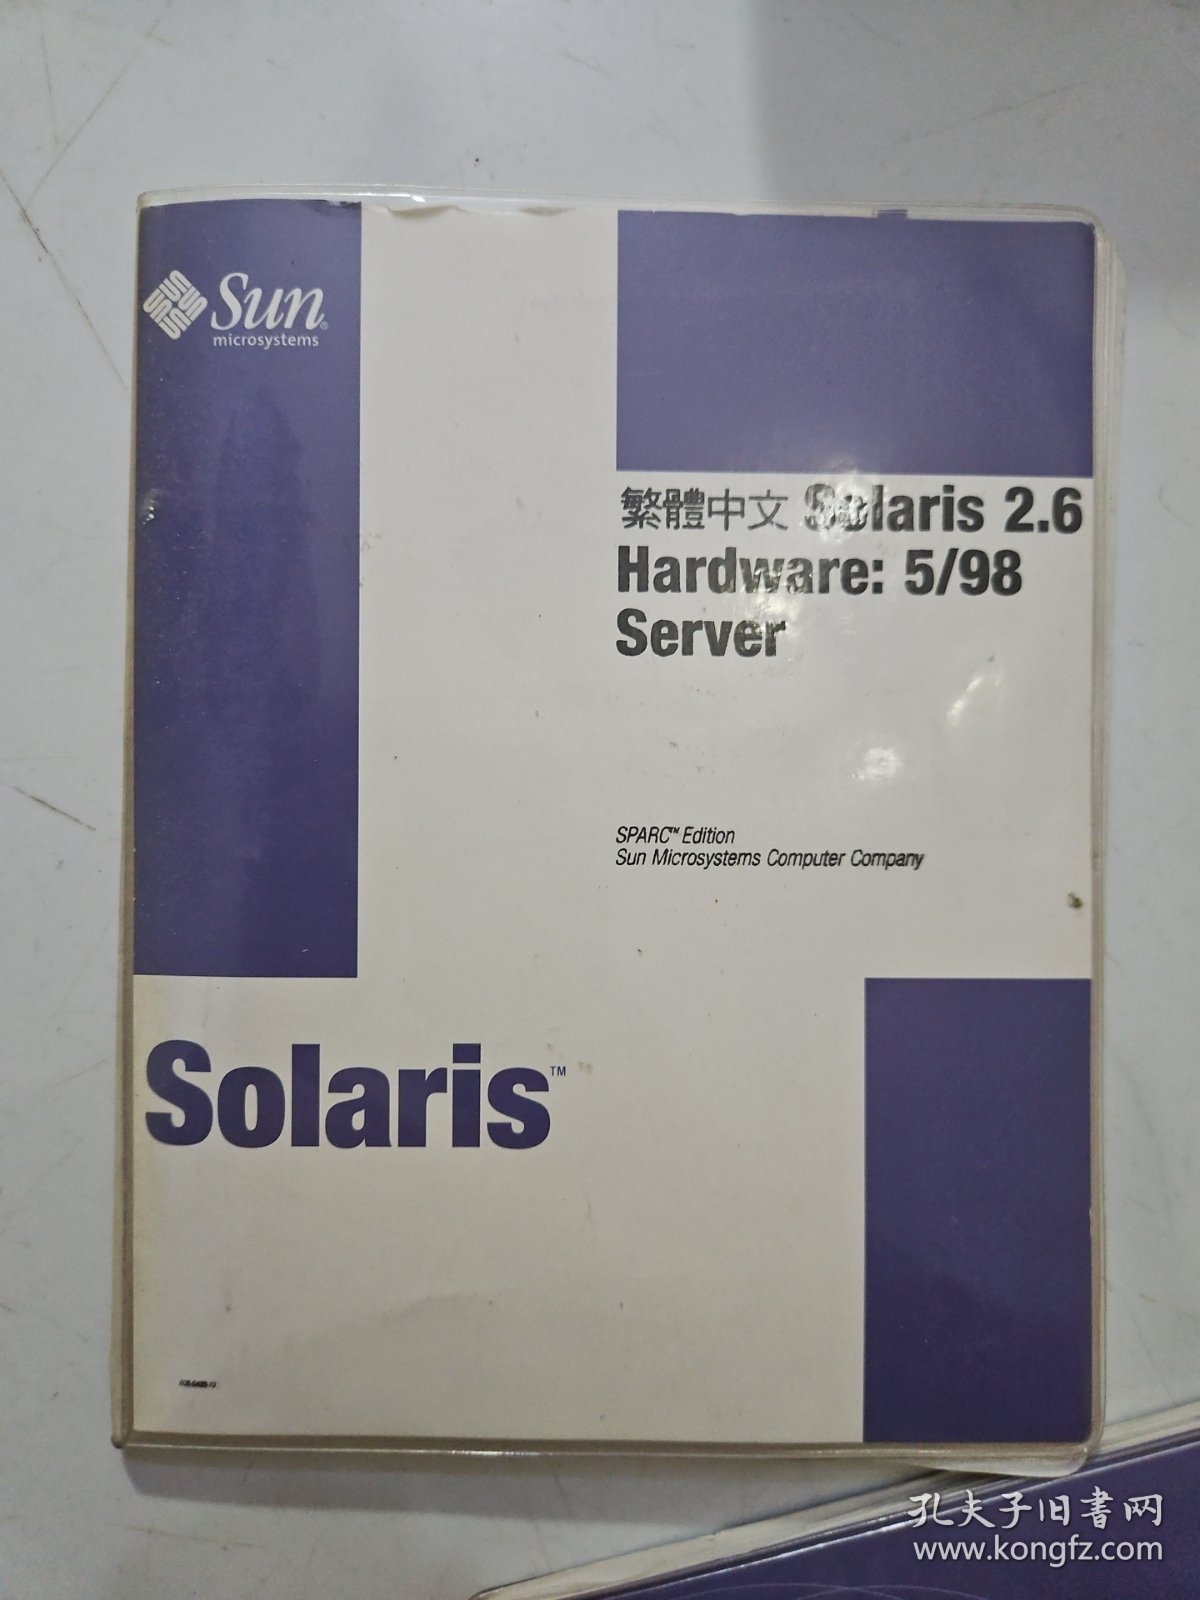 Sun®
microsystems
繁體中文 Solaris 2.6
Hardware: 5/98
Server
SPARC™ Edition
Sun Microsystems Computer Company
Solaris™
孔夫子旧书网
www.kongfz.com